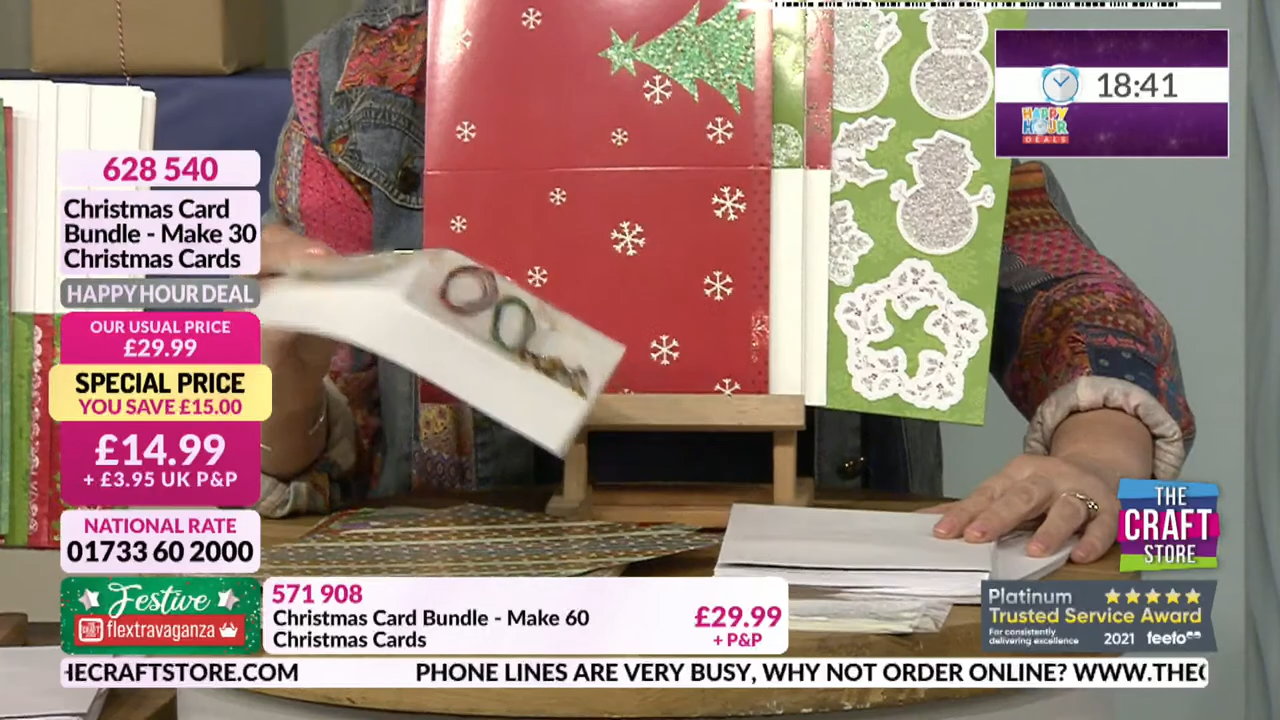 18:41
HAPPY
HOUR
DEALS
628 540
Christmas Card
Bundle - Make 30
Christmas Cards
HAPPY HOUR DEAL
OUR USUAL PRICE
£29.99
SPECIAL PRICE
YOU SAVE £15.00
£14.99
+ £3.95 UK P&P
NATIONAL RATE
01733 60 2000
THE
CRAFT
STORE
Festive
flextravaganza
571 908
Christmas Card Bundle - Make 60
Christmas Cards
£29.99
+ P&P
Platinum
Trusted Service Award
For consistently
delivering excellence
2021 feefo
HECRAFTSTORE.COM PHONE LINES ARE VERY BUSY, WHY NOT ORDER ONLINE? WWW.THEC